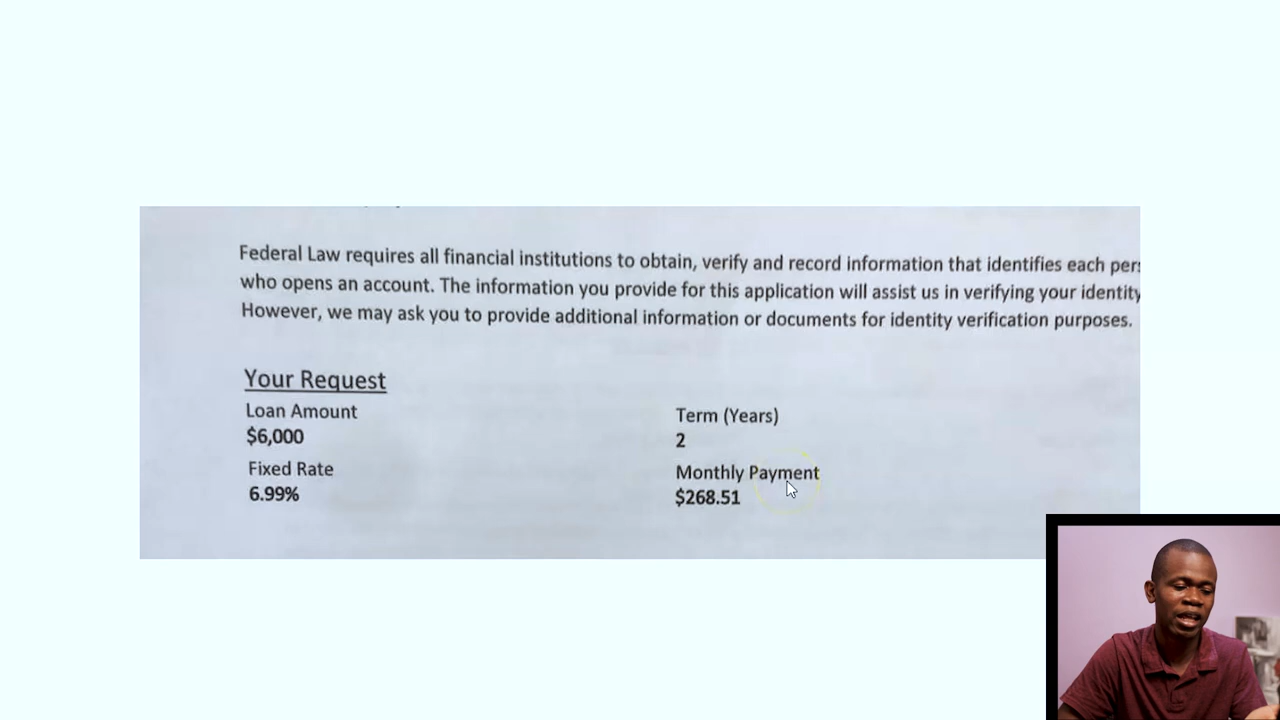 Federal Law requires all financial institutions to obtain, verify and record information that identifies each
who opens an account. The information you provide for this application will assist us in verifying your identity
However, we may ask you to provide additional information or documents for identity verification purposes.
Your Request
Loan Amount
$6,000
Term (Years)
2
Fixed Rate
6.99%
Monthly Payment
$268.51